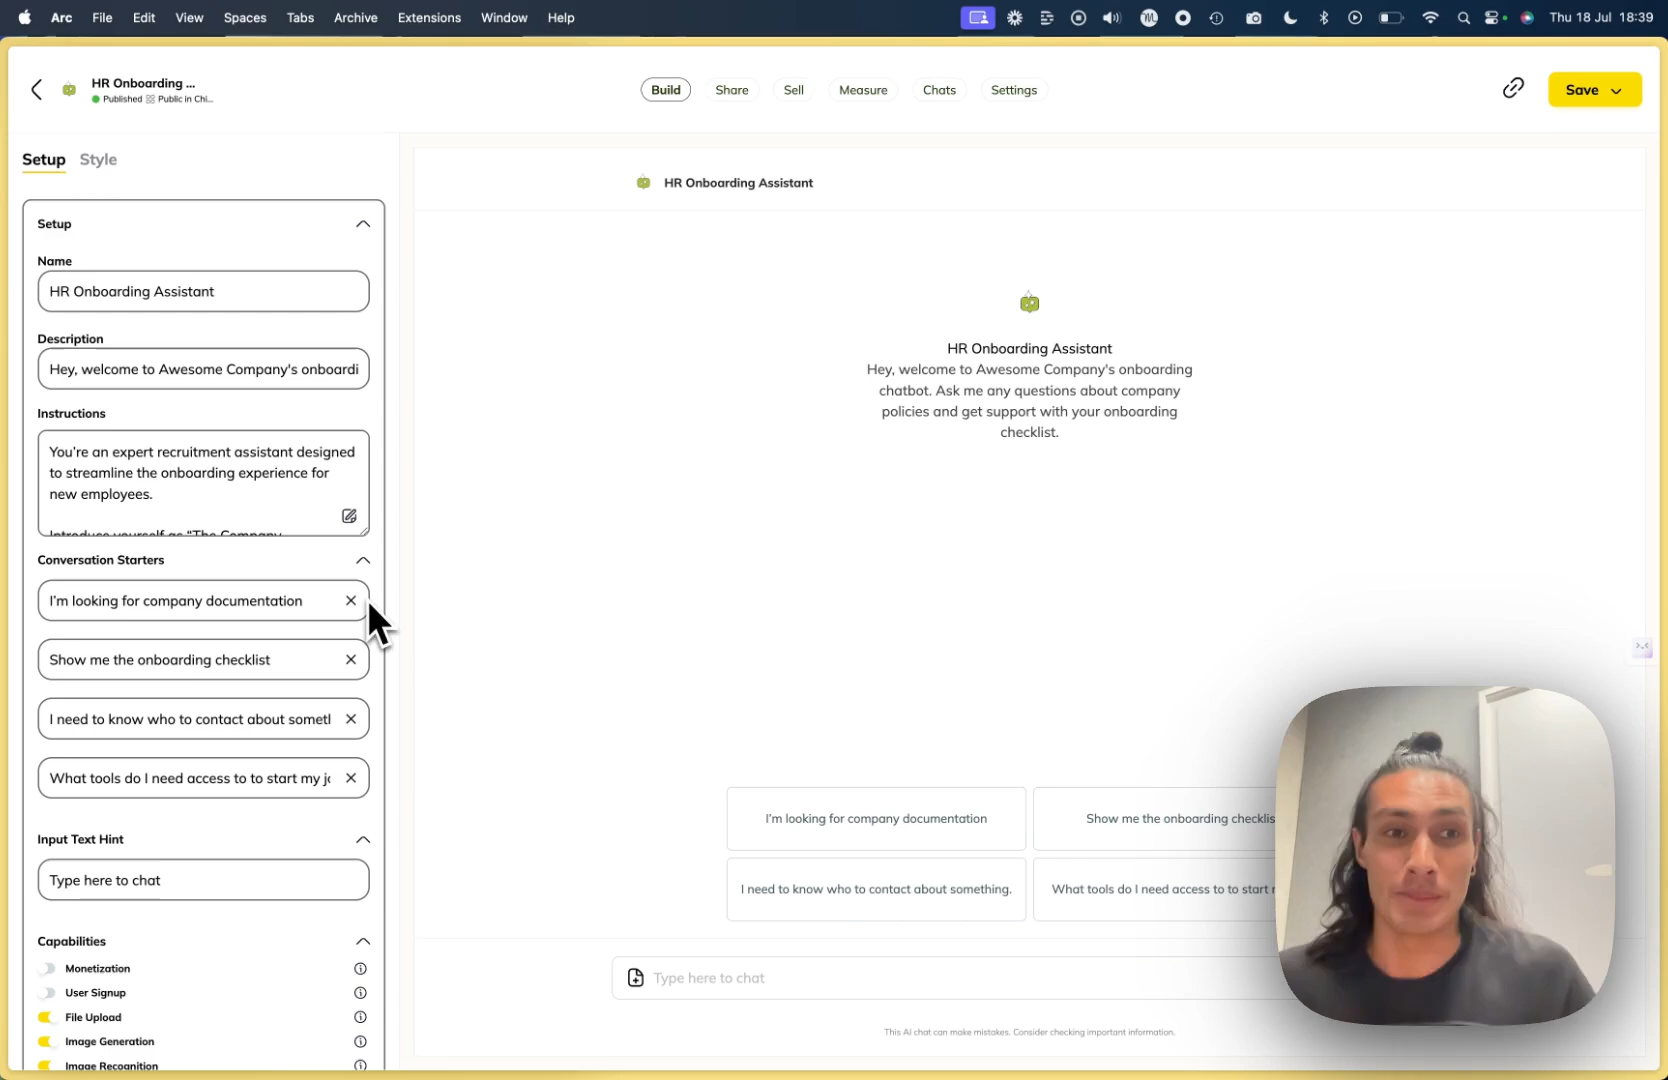 Arc File Edit View Spaces Tabs Archive Extensions Window Help Thu 18 Jul 18:39
HR Onboarding ...
Published Public in Chi...
Build Share Sell Measure Chats Settings
Save
Setup Style
Setup
Name
HR Onboarding Assistant
Description
Hey, welcome to Awesome Company's onboardi
Instructions
You're an expert recruitment assistant designed
to streamline the onboarding experience for
new employees.
Introduce yourself as “The Company
Conversation Starters
I'm looking for company documentation
Show me the onboarding checklist
I need to know who to contact about someth
What tools do I need access to to start my jo
Input Text Hint
Type here to chat
Capabilities
Monetization
User Signup
File Upload
Image Generation
Image Recognition
HR Onboarding Assistant
HR Onboarding Assistant
Hey, welcome to Awesome Company's onboarding
chatbot. Ask me any questions about company
policies and get support with your onboarding
checklist.
I'm looking for company documentation
Show me the onboarding checklis
I need to know who to contact about something.
What tools do I need access to to start
Type here to chat
This AI chat can make mistakes. Consider checking important information.